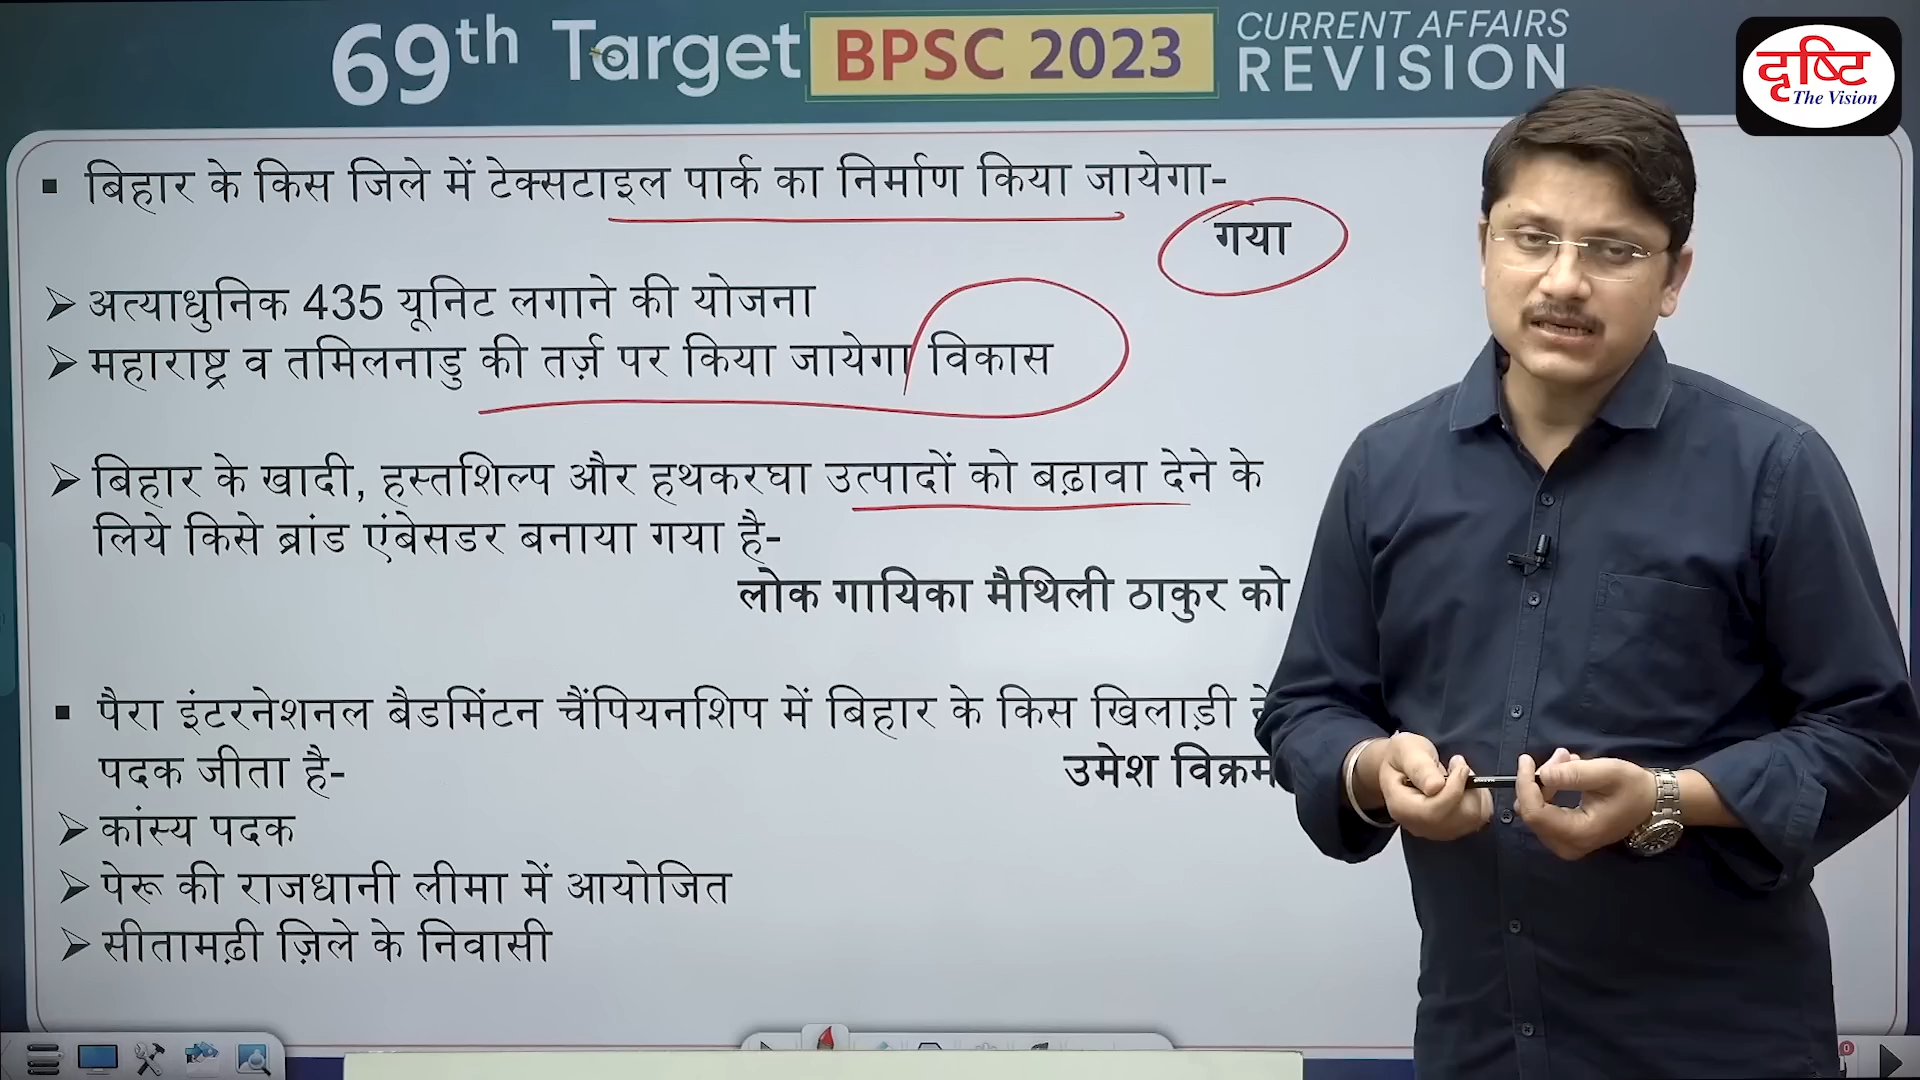 69th Target BPSC 2023 CURRENT AFFAIRS
REVISION
दृष्टि
The Vision
▪ बिहार के किस जिले में टेक्सटाइल पार्क का निर्माण किया जायेगा-
गया
➢ अत्याधुनिक 435 यूनिट लगाने की योजना
➢ महाराष्ट्र व तमिलनाडु की तर्ज़ पर किया जायेगा विकास
➢ बिहार के खादी, हस्तशिल्प और हथकरघा उत्पादों को बढ़ावा देने के
लिये किसे ब्रांड एंबेसडर बनाया गया है-
लोक गायिका मैथिली ठाकुर को
▪ पैरा इंटरनेशनल बैडमिंटन चैंपियनशिप में बिहार के किस खिलाड़ी
पदक जीता है-
उमेश विक्रम
➢ कांस्य पदक
➢ पेरू की राजधानी लीमा में आयोजित
➢ सीतामढ़ी ज़िले के निवासी